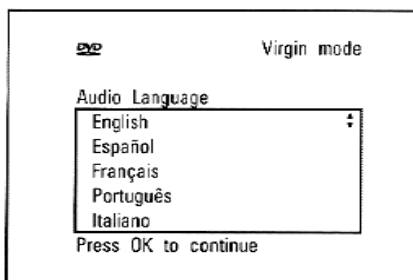 DVD Virgin mode
Audio Language
English
Español
Français
Português
Italiano
Press OK to continue